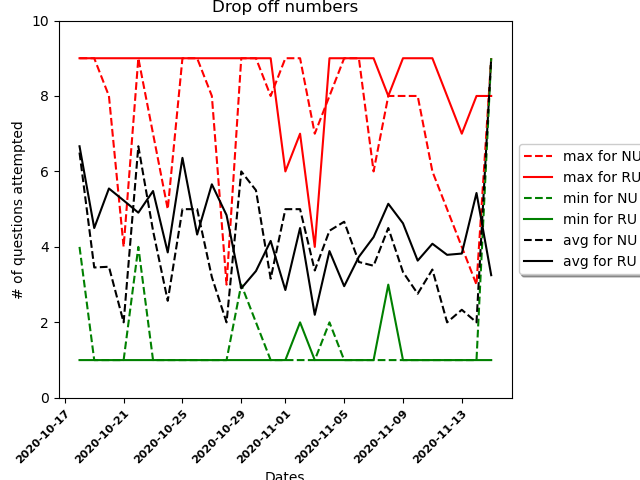 Drop off numbers
10
8
6
4
2
0
# of questions attempted
2020-10-17
2020-10-21
2020-10-25
2020-10-29
2020-11-01
2020-11-05
2020-11-09
2020-11-13
Dates
max for NU
max for RU
min for NU
min for RU
avg for NU
avg for RU